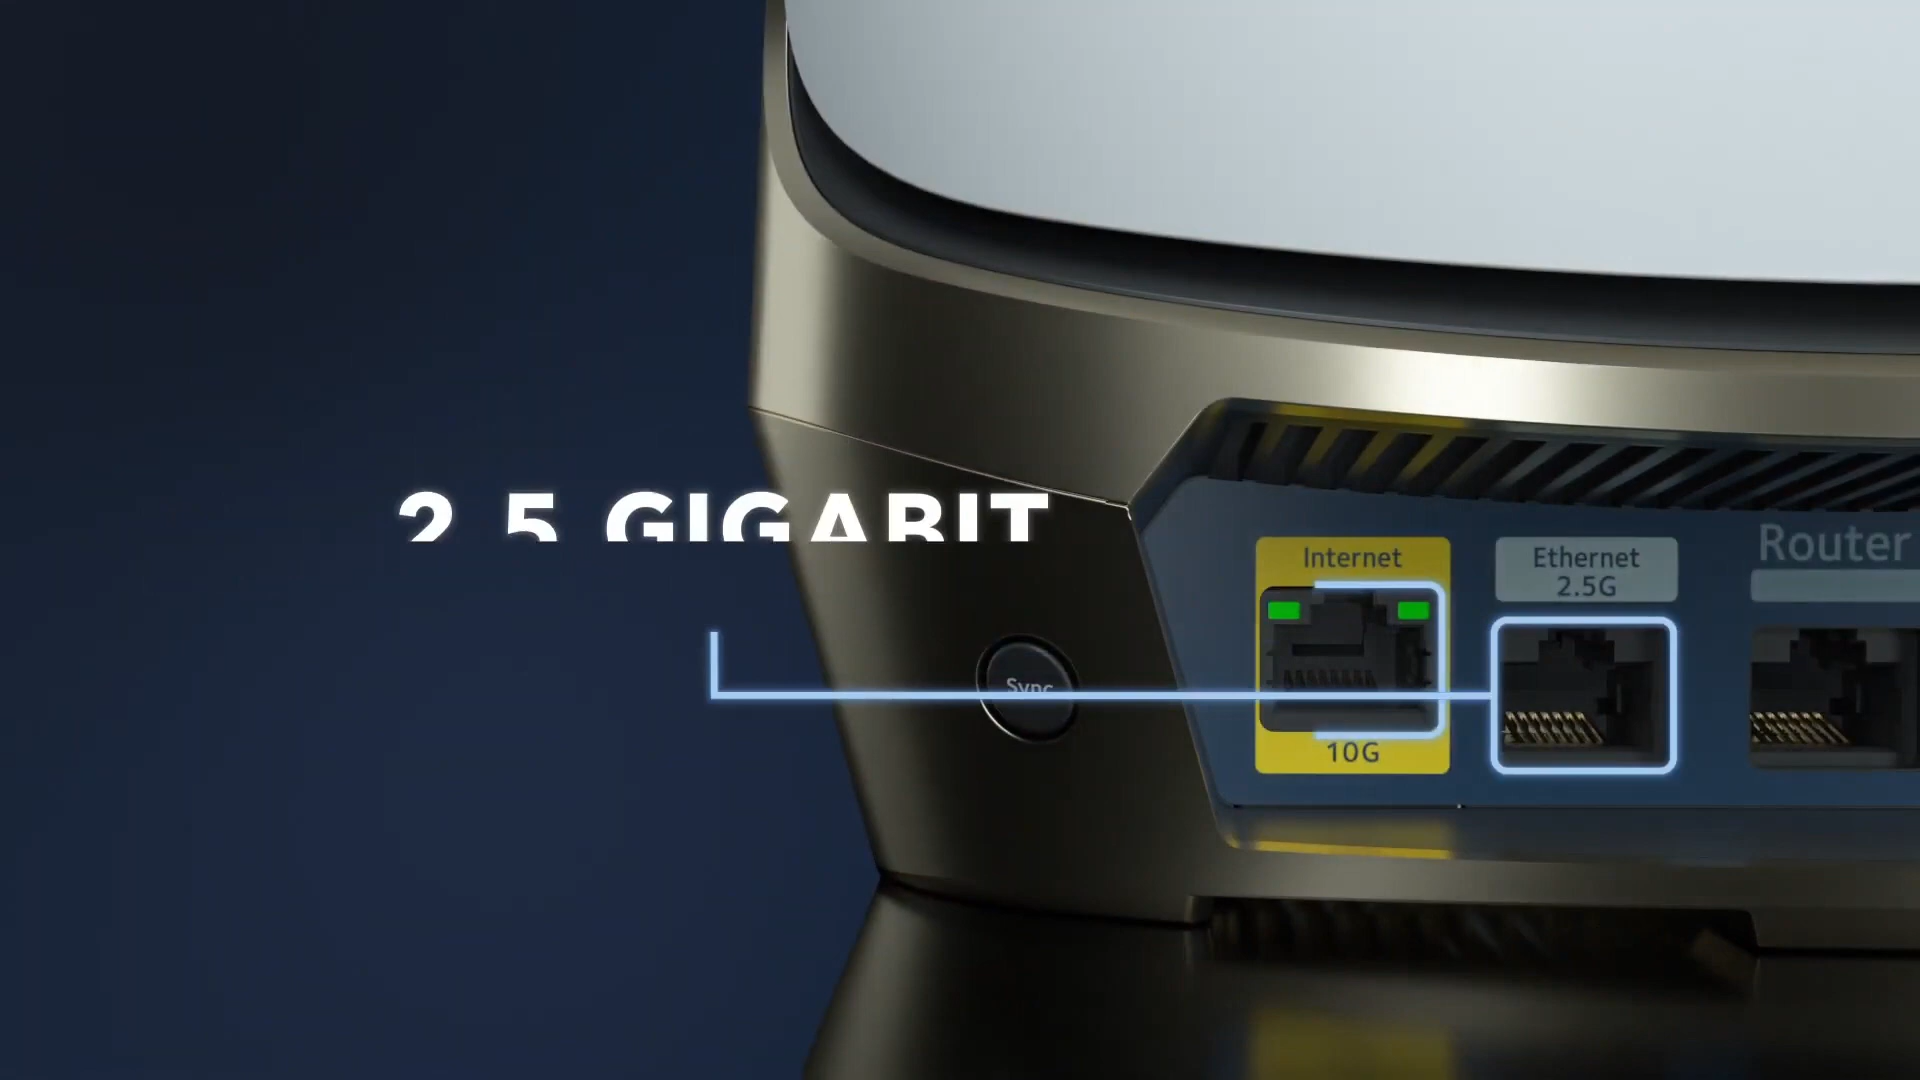 2.5 GIGABIT
Internet
10G
Ethernet
2.5G
Router
Sync